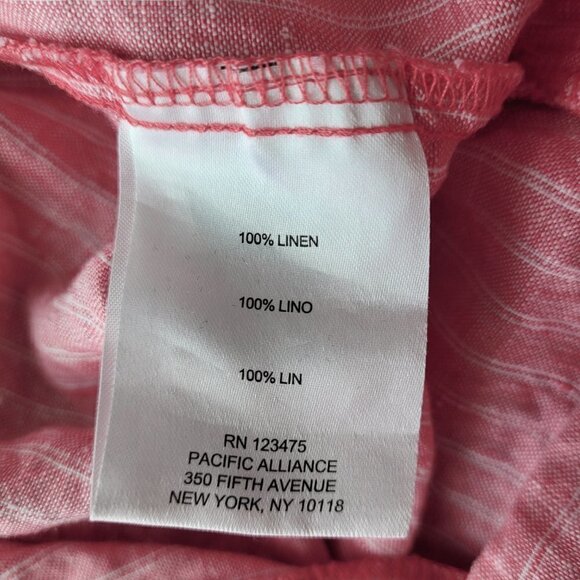 100% LINEN
100% LINO
100% LIN
RN 123475
PACIFIC ALLIANCE
350 FIFTH AVENUE
NEW YORK, NY 10118